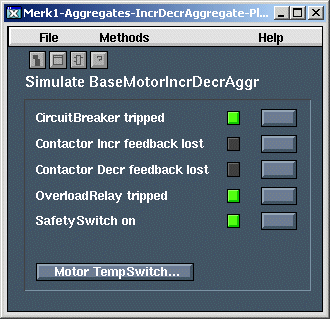 Merk1-Aggregates-IncrDecrAggregate-Pl...
File Methods Help
?
Simulate BaseMotorIncrDecrAggr
CircuitBreaker tripped
Contactor Incr feedback lost
Contactor Decr feedback lost
OverloadRelay tripped
SafetySwitch on
Motor TempSwitch...